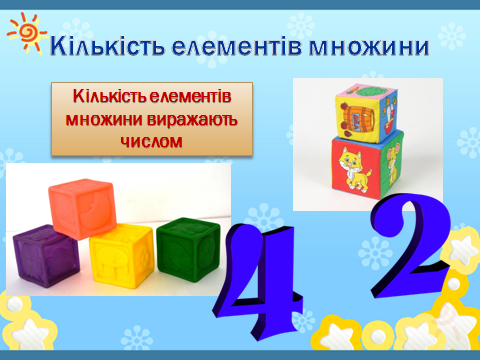 Кількість елементів множини
Кількість елементів
множини виражають
числом
4
2